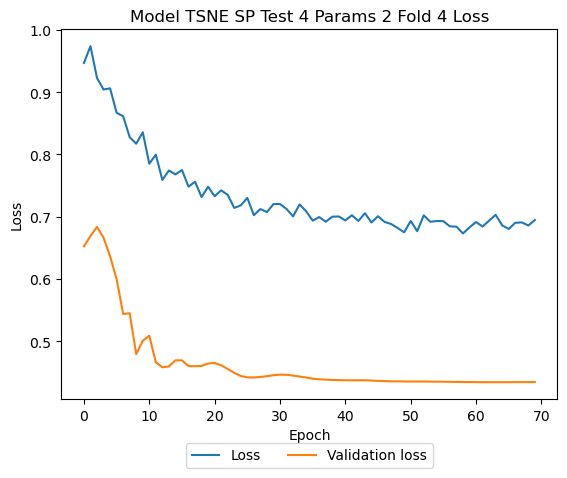 Model TSNE SP Test 4 Params 2 Fold 4 Loss
1.0
0.9
0.8
0.7
0.6
0.5
Loss
0 10 20 30 40 50 60 70
Epoch
Loss Validation loss